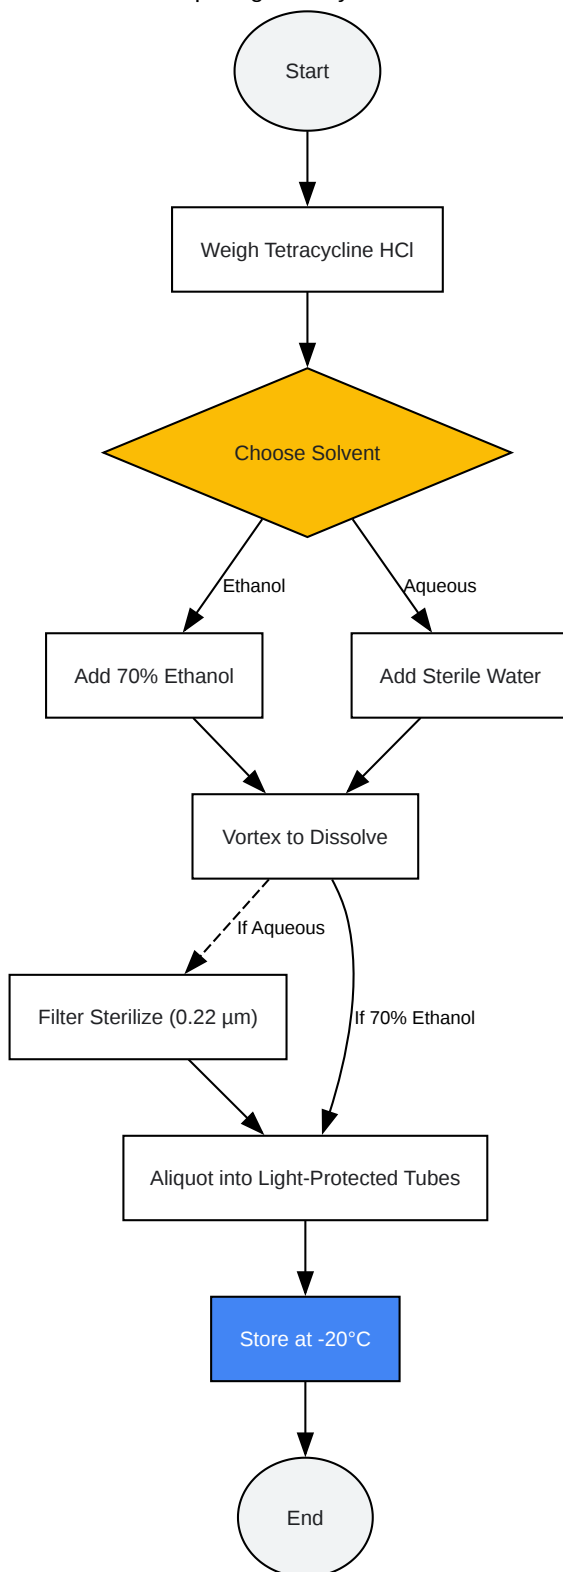 Start
Weigh Tetracycline HCl
Choose Solvent
Ethanol
Aqueous
Add 70% Ethanol
Add Sterile Water
Vortex to Dissolve
If Aqueous
Filter Sterilize (0.22 µm)
If 70% Ethanol
Aliquot into Light-Protected Tubes
Store at -20°C
End